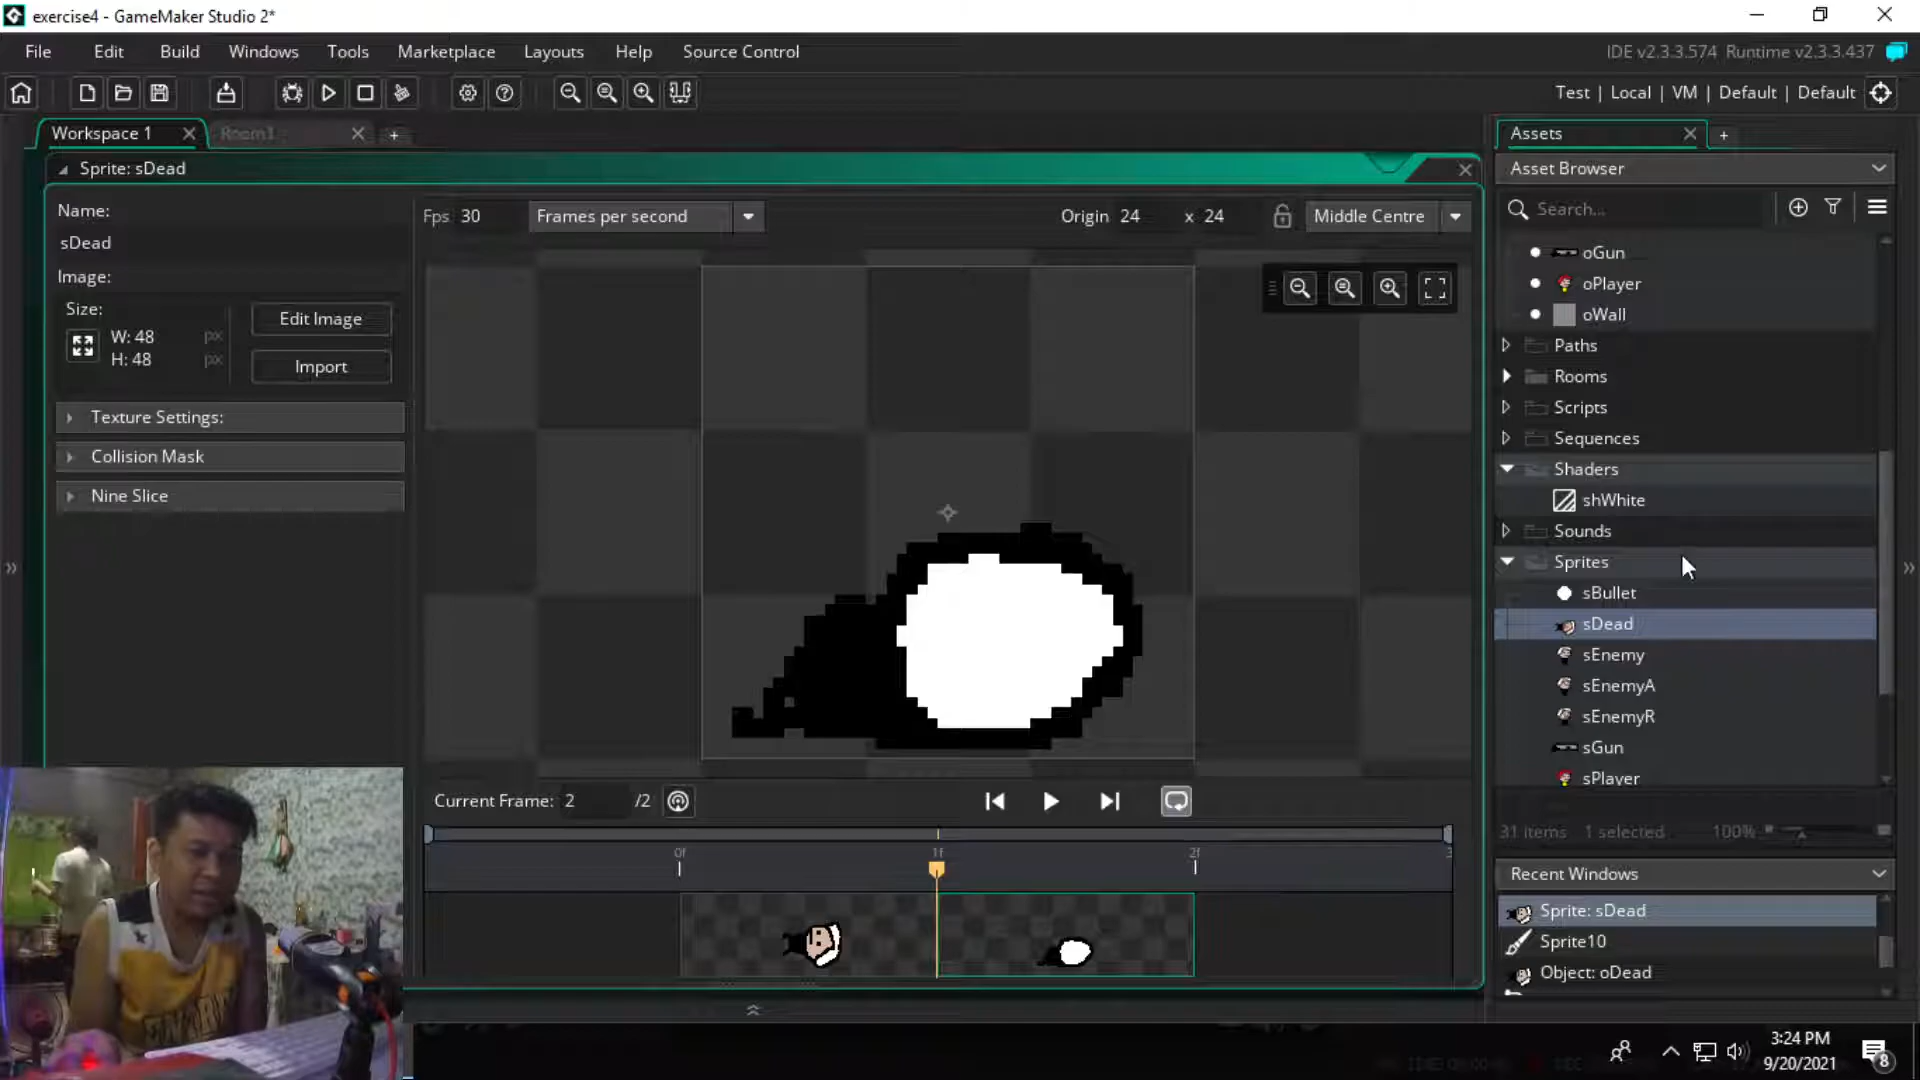 exercise4 - GameMaker Studio 2*
File Edit Build Windows Tools Marketplace Layouts Help Source Control
IDE v2.3.3.574 Runtime v2.3.3.437
Test | Local | VM | Default | Default
Workspace 1
Room1
Assets
Sprite: sDead
Asset Browser
Name:
sDead
Image:
Size:
W: 48 px
H: 48 px
Edit Image
Import
Texture Settings:
Collision Mask
Nine Slice
Fps 30 Frames per second
Origin 24 x 24 Middle Centre
Search...
oGun
oPlayer
oWall
Paths
Rooms
Scripts
Sequences
Shaders
shWhite
Sounds
Sprites
sBullet
sDead
sEnemy
sEnemyA
sEnemyR
sGun
sPlayer
31 items 1 selected 100%
Current Frame: 2 /2
0f 1f 2f 3
Recent Windows
Sprite: sDead
Sprite10
Object: oDead
3:24 PM
9/20/2021
8